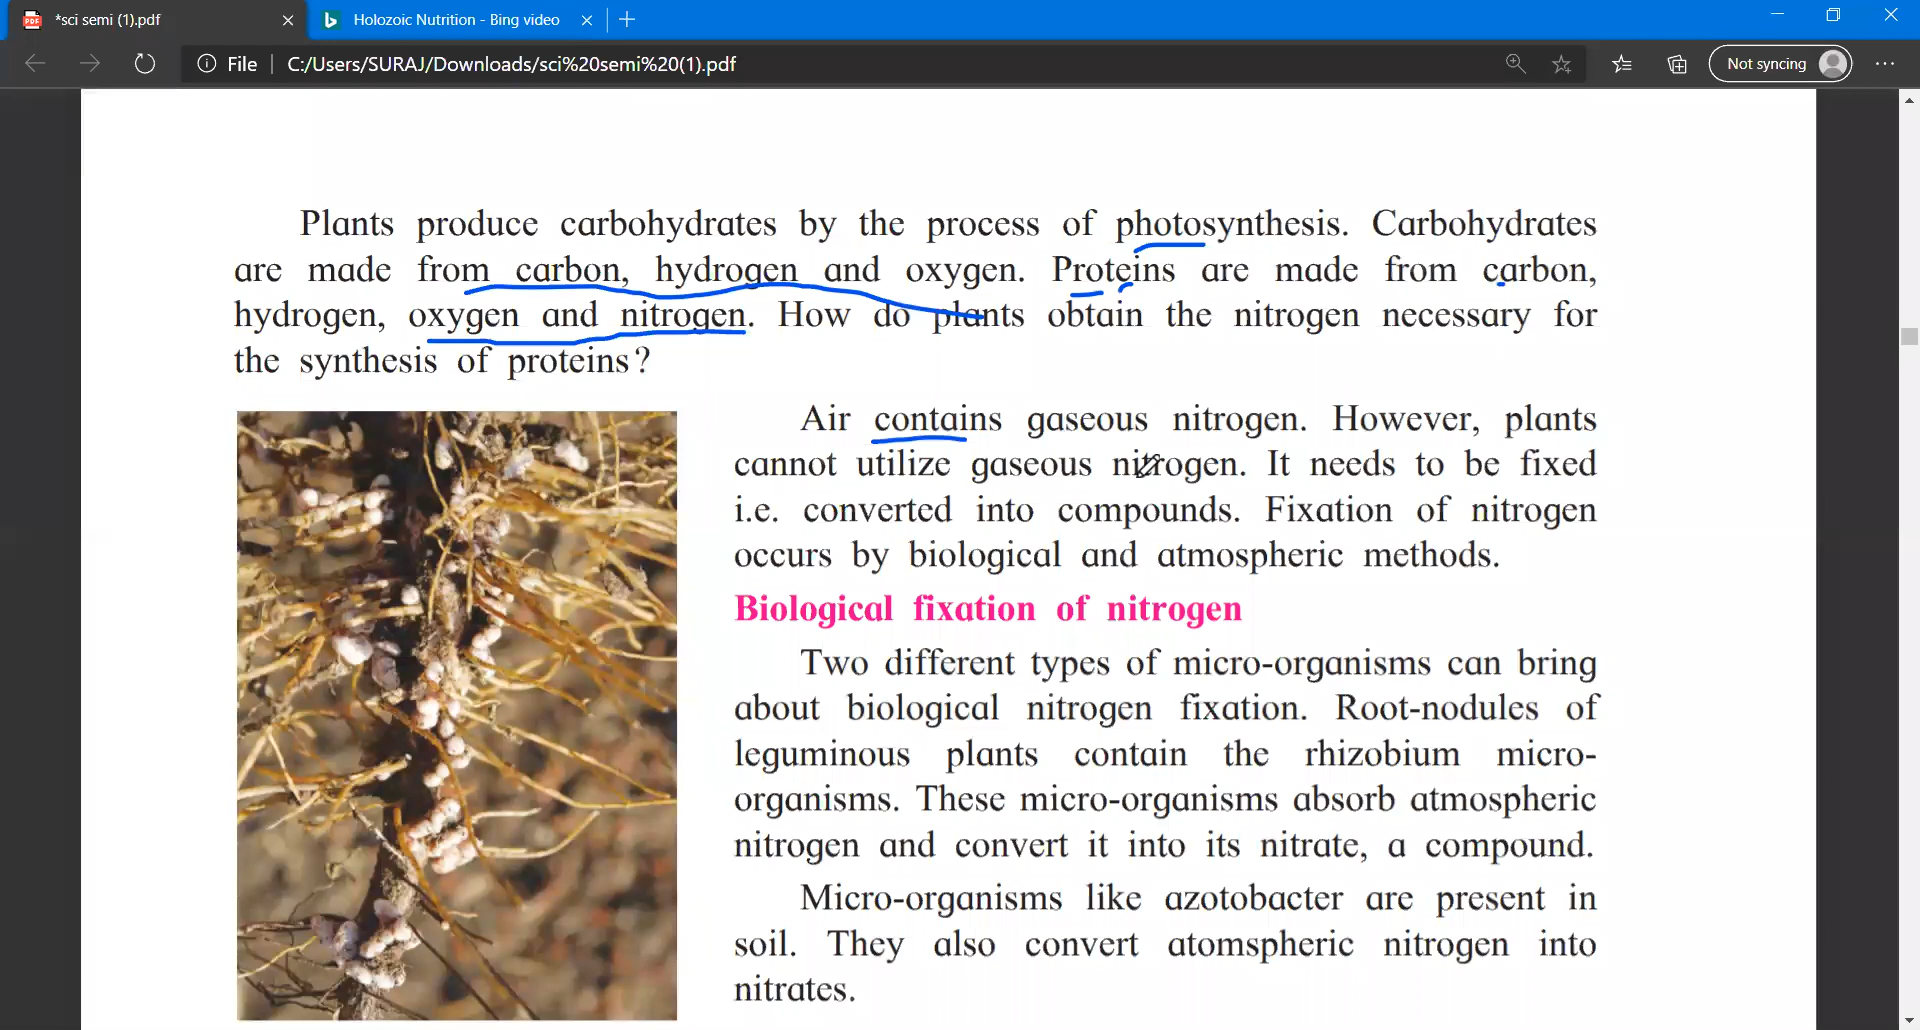 *sci semi (1).pdf
Holozoic Nutrition - Bing video
File
C:/Users/SURAJ/Downloads/sci%20semi%20(1).pdf
Not syncing
Plants produce carbohydrates by the process of photosynthesis. Carbohydrates
are made from carbon, hydrogen and oxygen. Proteins are made from carbon,
hydrogen, oxygen and nitrogen. How do plants obtain the nitrogen necessary for
the synthesis of proteins?
Air contains gaseous nitrogen. However, plants
cannot utilize gaseous nitrogen. It needs to be fixed
i.e. converted into compounds. Fixation of nitrogen
occurs by biological and atmospheric methods.
Biological fixation of nitrogen
Two different types of micro-organisms can bring
about biological nitrogen fixation. Root-nodules of
leguminous plants contain the rhizobium micro-
organisms. These micro-organisms absorb atmospheric
nitrogen and convert it into its nitrate, a compound.
Micro-organisms like azotobacter are present in
soil. They also convert atomspheric nitrogen into
nitrates.